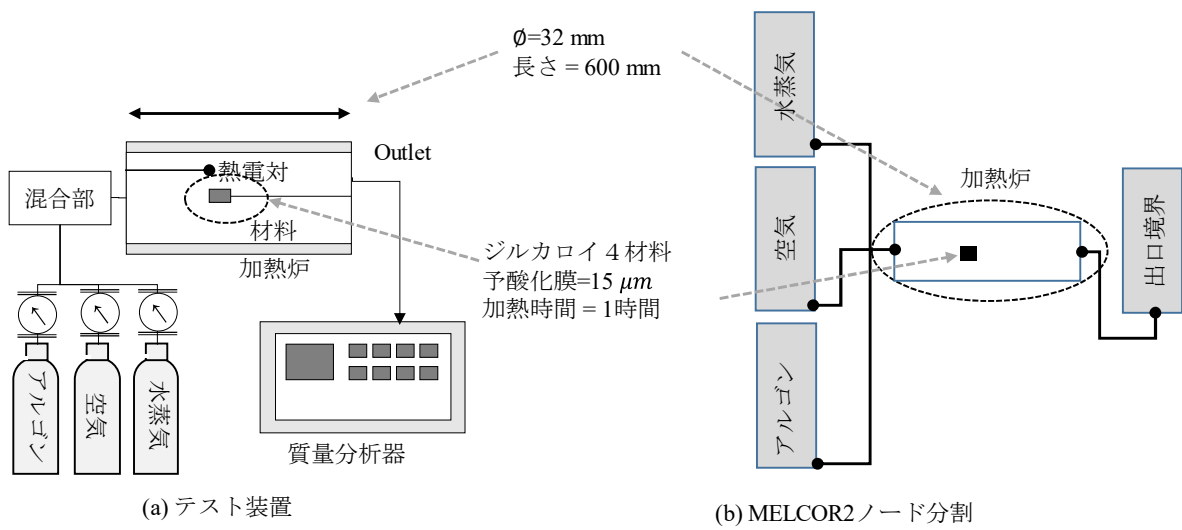 Ø=32 mm
長さ = 600 mm
Outlet
熱電対
混合部
材料
加熱炉
ジルカロイ４材料
予酸化膜=15 μm
加熱時間 = 1時間
アルゴン
空気
水蒸気
質量分析器
(a) テスト装置
水蒸気
空気
アルゴン
加熱炉
出口境界
(b) MELCOR2ノード分割